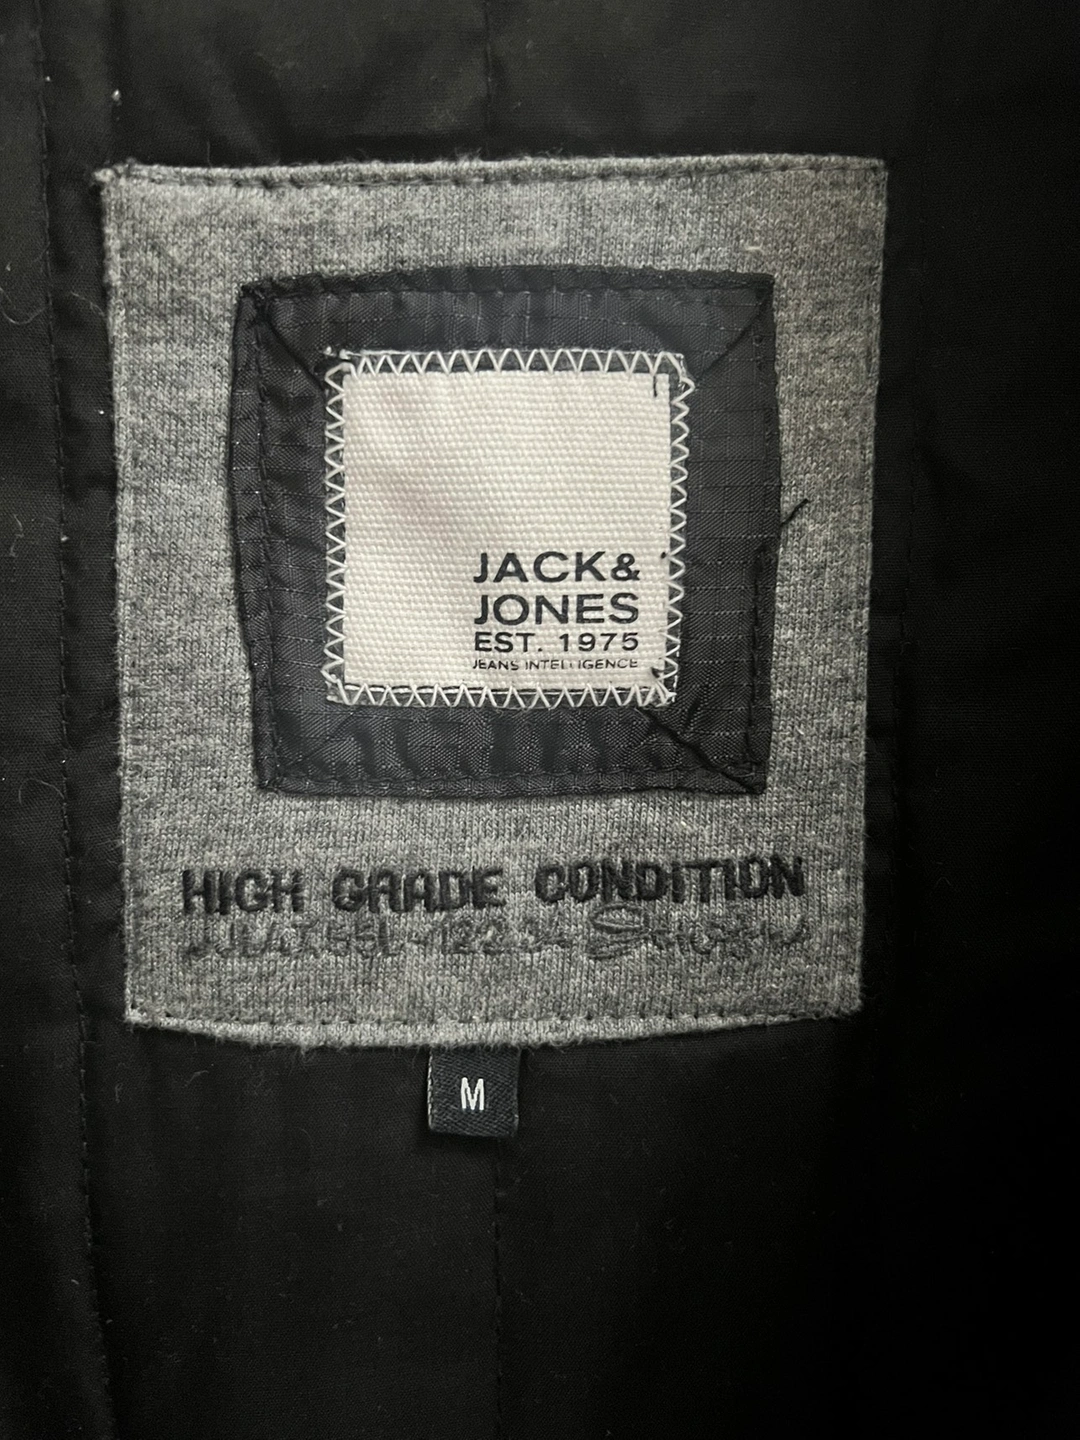 JACK&
JONES
EST. 1975
JEANS INTELLIGENCE
HIGH GRADE CONDITION
M